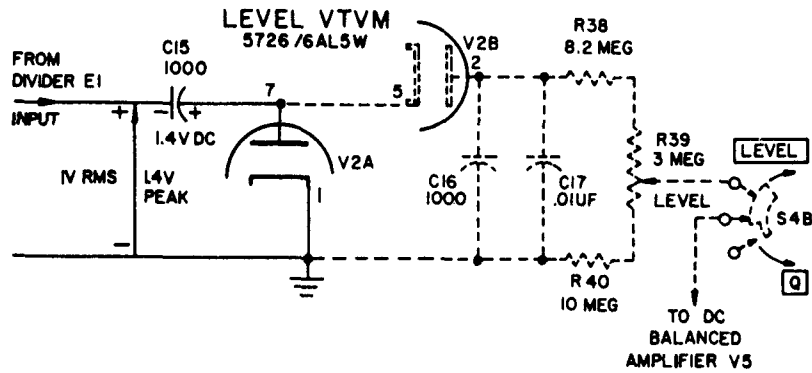 LEVEL VTVM
5726/6AL5W
V2B
2
5
R38
8.2 MEG
C15
1000
FROM
DIVIDER E1
INPUT
+
-
+
7
1.4V DC
V2A
1
1V RMS
1.4V
PEAK
-
C16
1000
C17
.01UF
R39
3 MEG
LEVEL
LEVEL
S4B
Q
R40
10 MEG
TO DC
BALANCED
AMPLIFIER V5